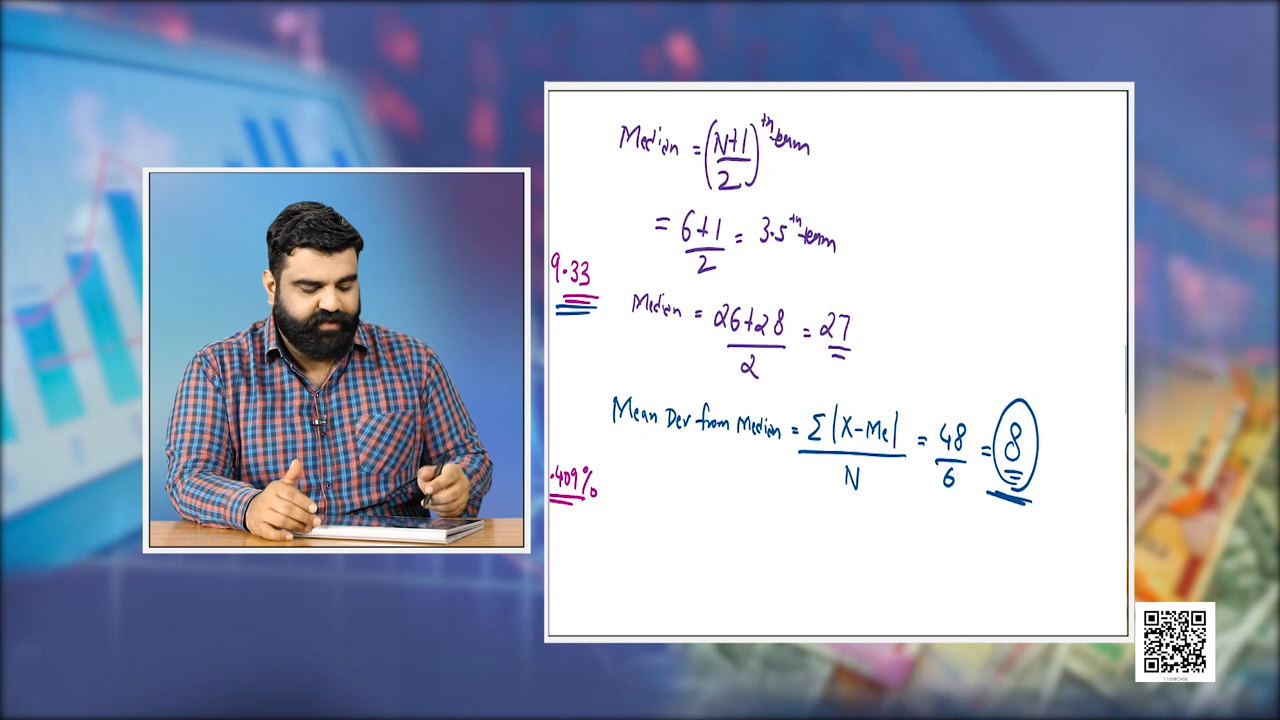 Median = (N+1/2)th term
= 6+1/2 = 3.5th term
9.33
Median = 26+28/2 = 27
Mean Dev from Median = Σ|X-Me|/N = 48/6 = 8
.409%